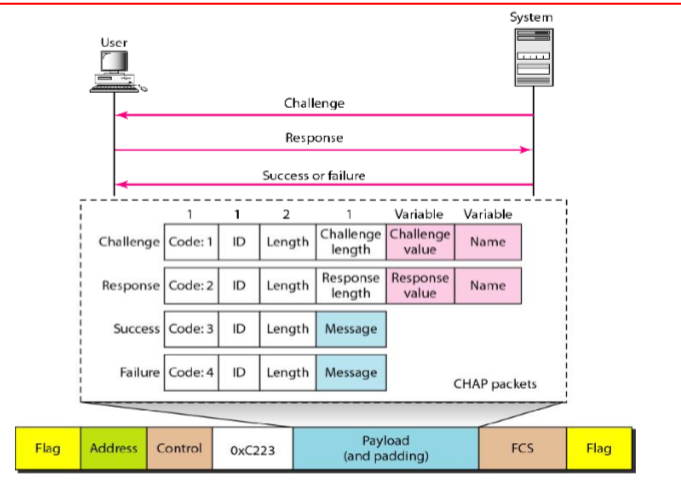 System
User
Challenge
Response
Success or failure
1 1 2 1 Variable Variable
Challenge Code: 1 ID Length Challenge length Challenge value Name
Response Code: 2 ID Length Response length Response value Name
Success Code: 3 ID Length Message
Failure Code: 4 ID Length Message
CHAP packets
Flag Address Control 0xC223 Payload (and padding) FCS Flag